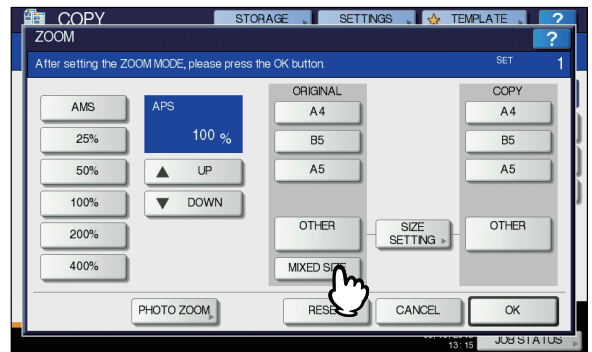 COPY
STORAGE
SETTINGS
TEMPLATE
?
ZOOM
?
After setting the ZOOM MODE, please press the OK button.
SET 1
ORIGINAL
COPY
AMS
APS
A4
A4
25%
100 %
B5
B5
50%
UP
A5
A5
100%
DOWN
200%
OTHER
SIZE
SETTING
OTHER
400%
MIXED SIZE
PHOTO ZOOM
CANCEL
OK
13:15
JOB STATUS